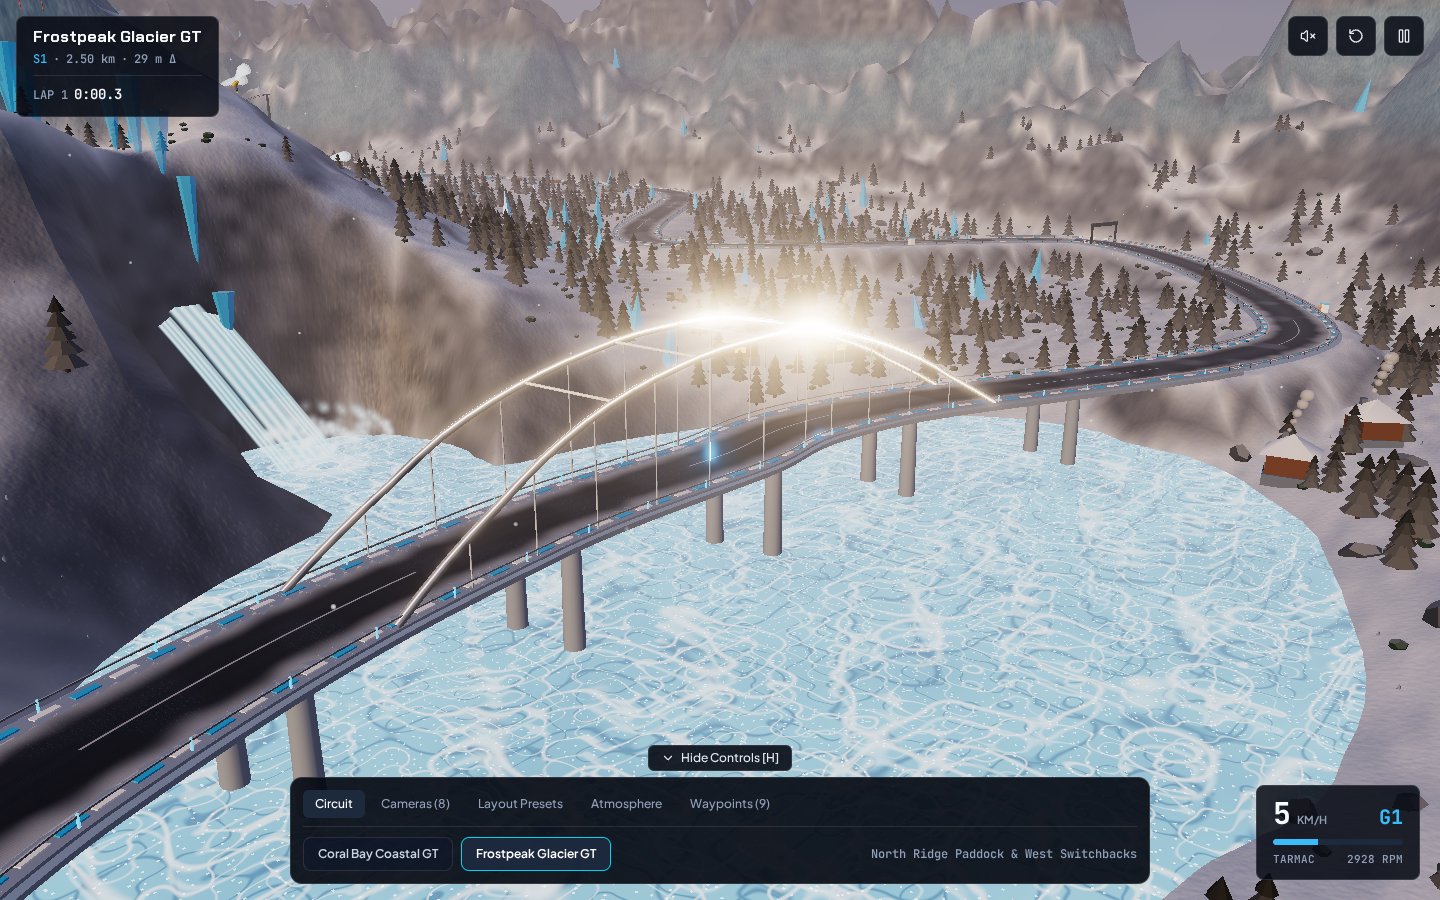 Frostpeak Glacier GT
S1 · 2.50 km · 29 m Δ
LAP 1 0:00.3
Hide Controls [H]
Circuit Cameras (8) Layout Presets Atmosphere Waypoints (9)
Coral Bay Coastal GT Frostpeak Glacier GT North Ridge Paddock & West Switchbacks
5 KM/H G1
TARMAC 2928 RPM